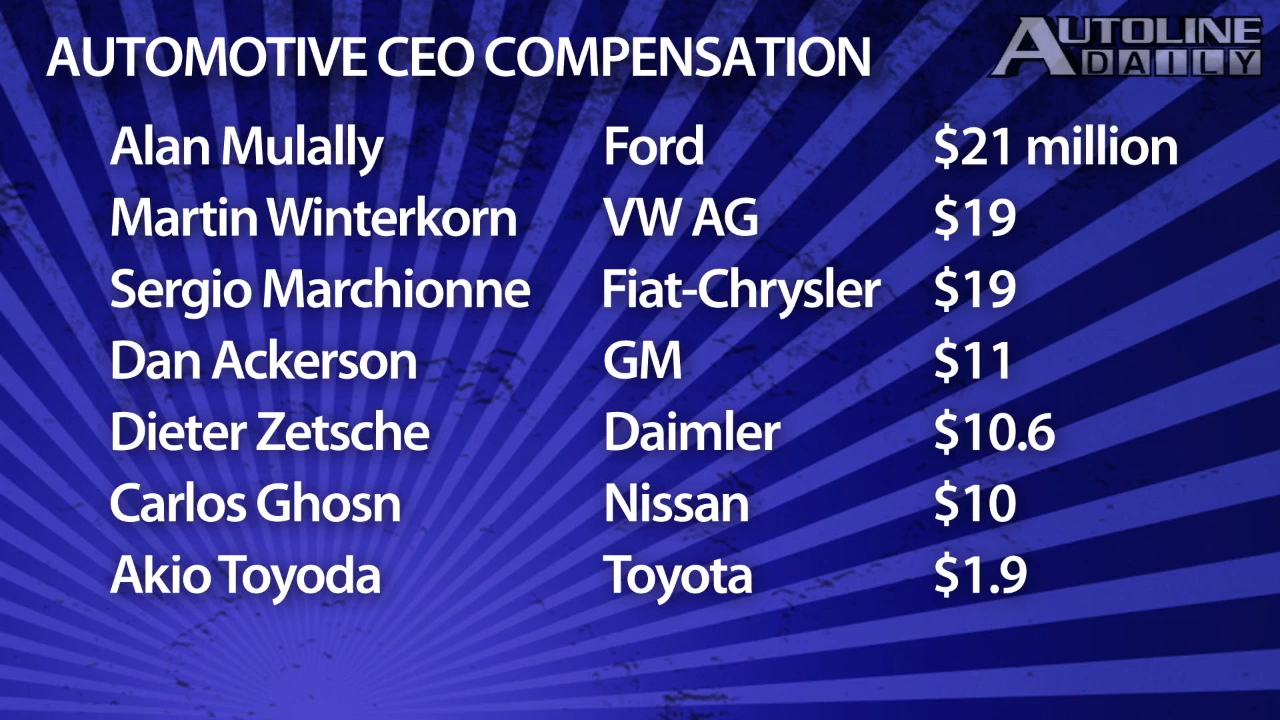 AUTOMOTIVE CEO COMPENSATION
AUTOLINE
DAILY
Alan Mulally Ford $21 million
Martin Winterkorn VW AG $19
Sergio Marchionne Fiat-Chrysler $19
Dan Ackerson GM $11
Dieter Zetsche Daimler $10.6
Carlos Ghosn Nissan $10
Akio Toyoda Toyota $1.9